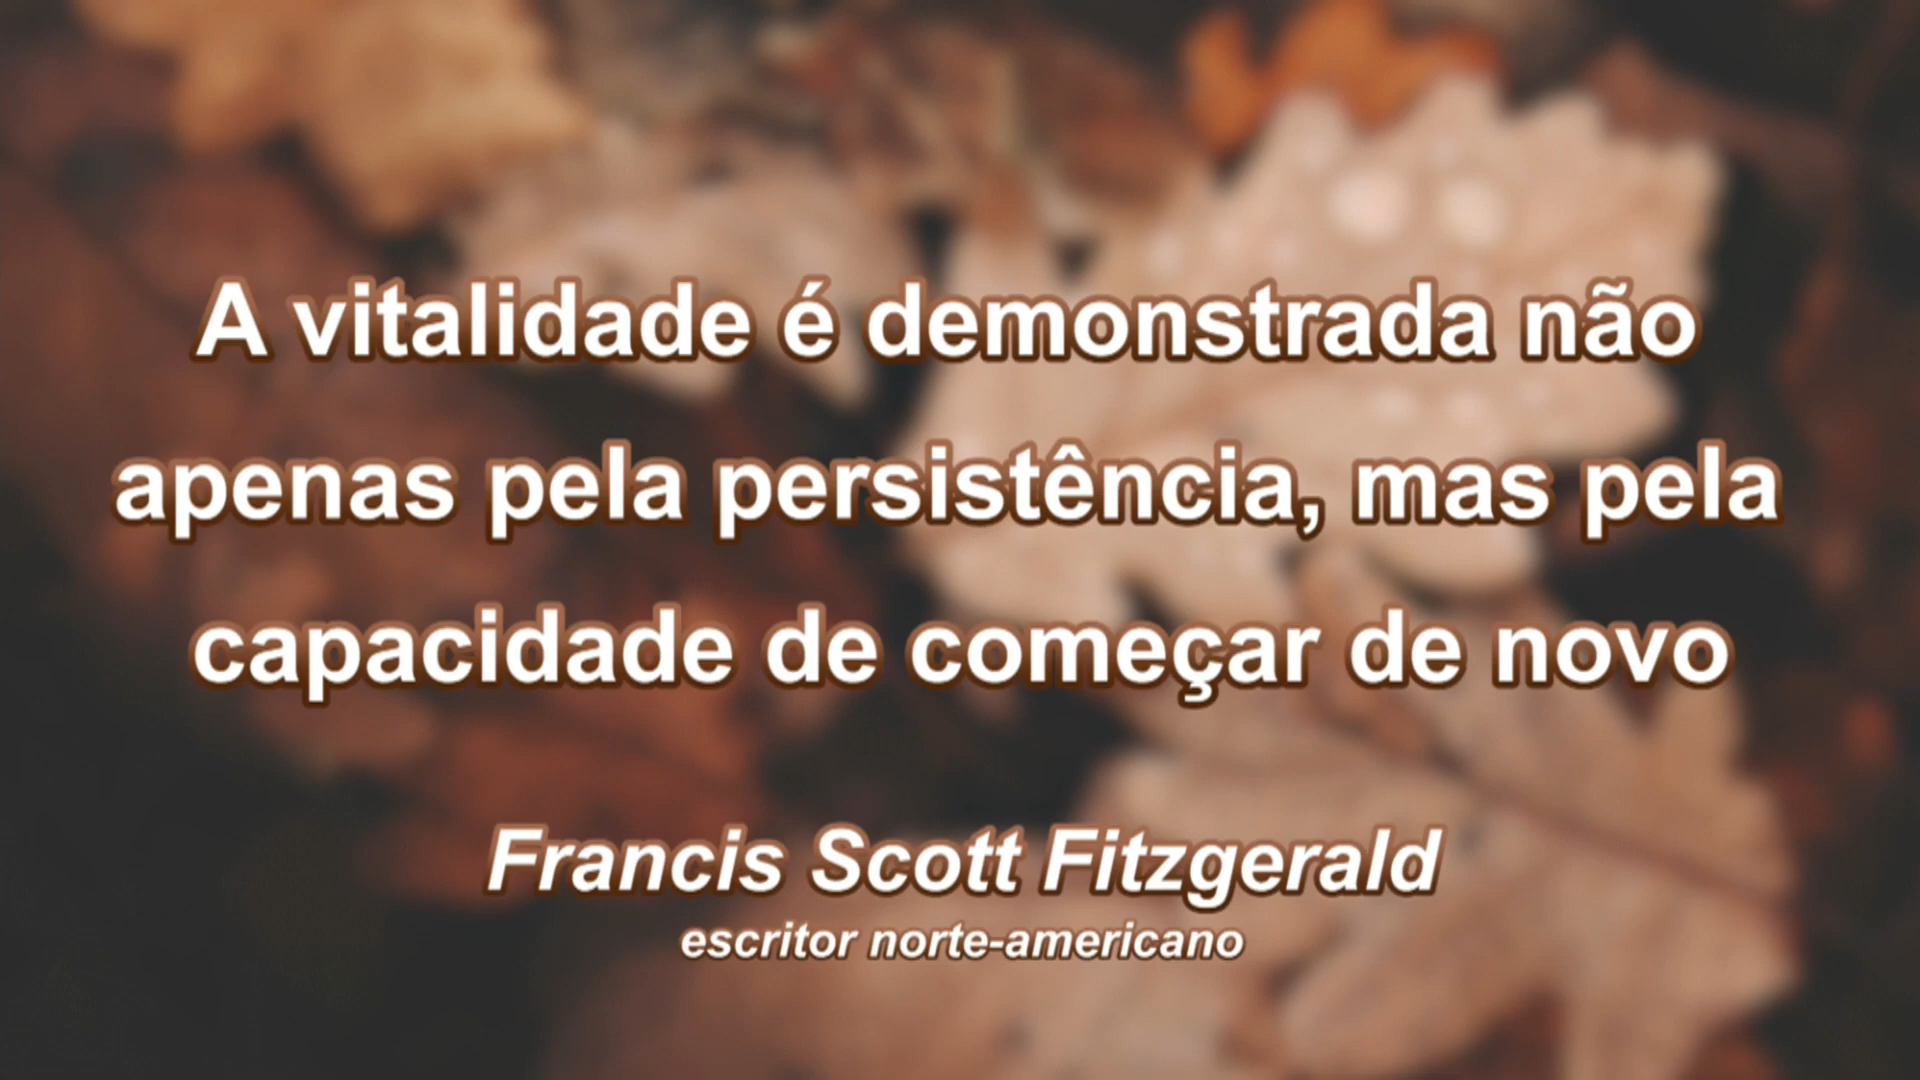 A vitalidade é demonstrada não
apenas pela persistência, mas pela
capacidade de começar de novo
Francis Scott Fitzgerald
escritor norte-americano